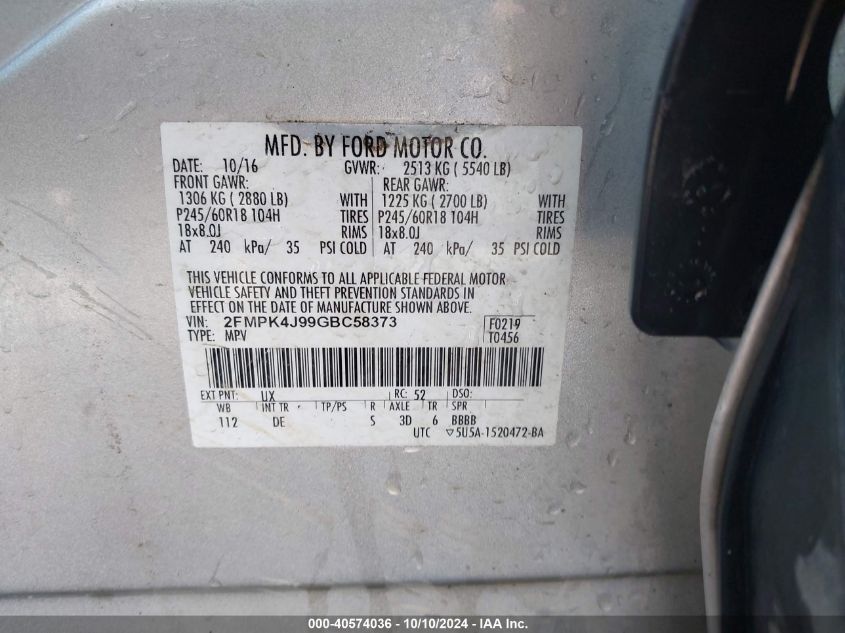 MFD. BY FORD MOTOR CO.
DATE: 10/16 GVWR: 2513 KG ( 5540 LB)
FRONT GAWR: REAR GAWR:
1306 KG ( 2880 LB) WITH 1225 KG ( 2700 LB) WITH
P245/60R18 104H TIRES P245/60R18 104H TIRES
18x8.0J RIMS 18x8.0J RIMS
AT 240 kPa/ 35 PSI COLD AT 240 kPa/ 35 PSI COLD
THIS VEHICLE CONFORMS TO ALL APPLICABLE FEDERAL MOTOR
VEHICLE SAFETY AND THEFT PREVENTION STANDARDS IN
EFFECT ON THE DATE OF MANUFACTURE SHOWN ABOVE.
VIN: 2FMPK4J99GBC58373 F0219
TYPE: MPV T0456
EXT PNT: UX RC: 52 DSO:
WB INT TR TP/PS R AXLE TR SPR
112 DE S 3D 6 BBBB
UTC ▽5U5A-1520472-BA
000-40574036 - 10/10/2024 - IAA Inc.